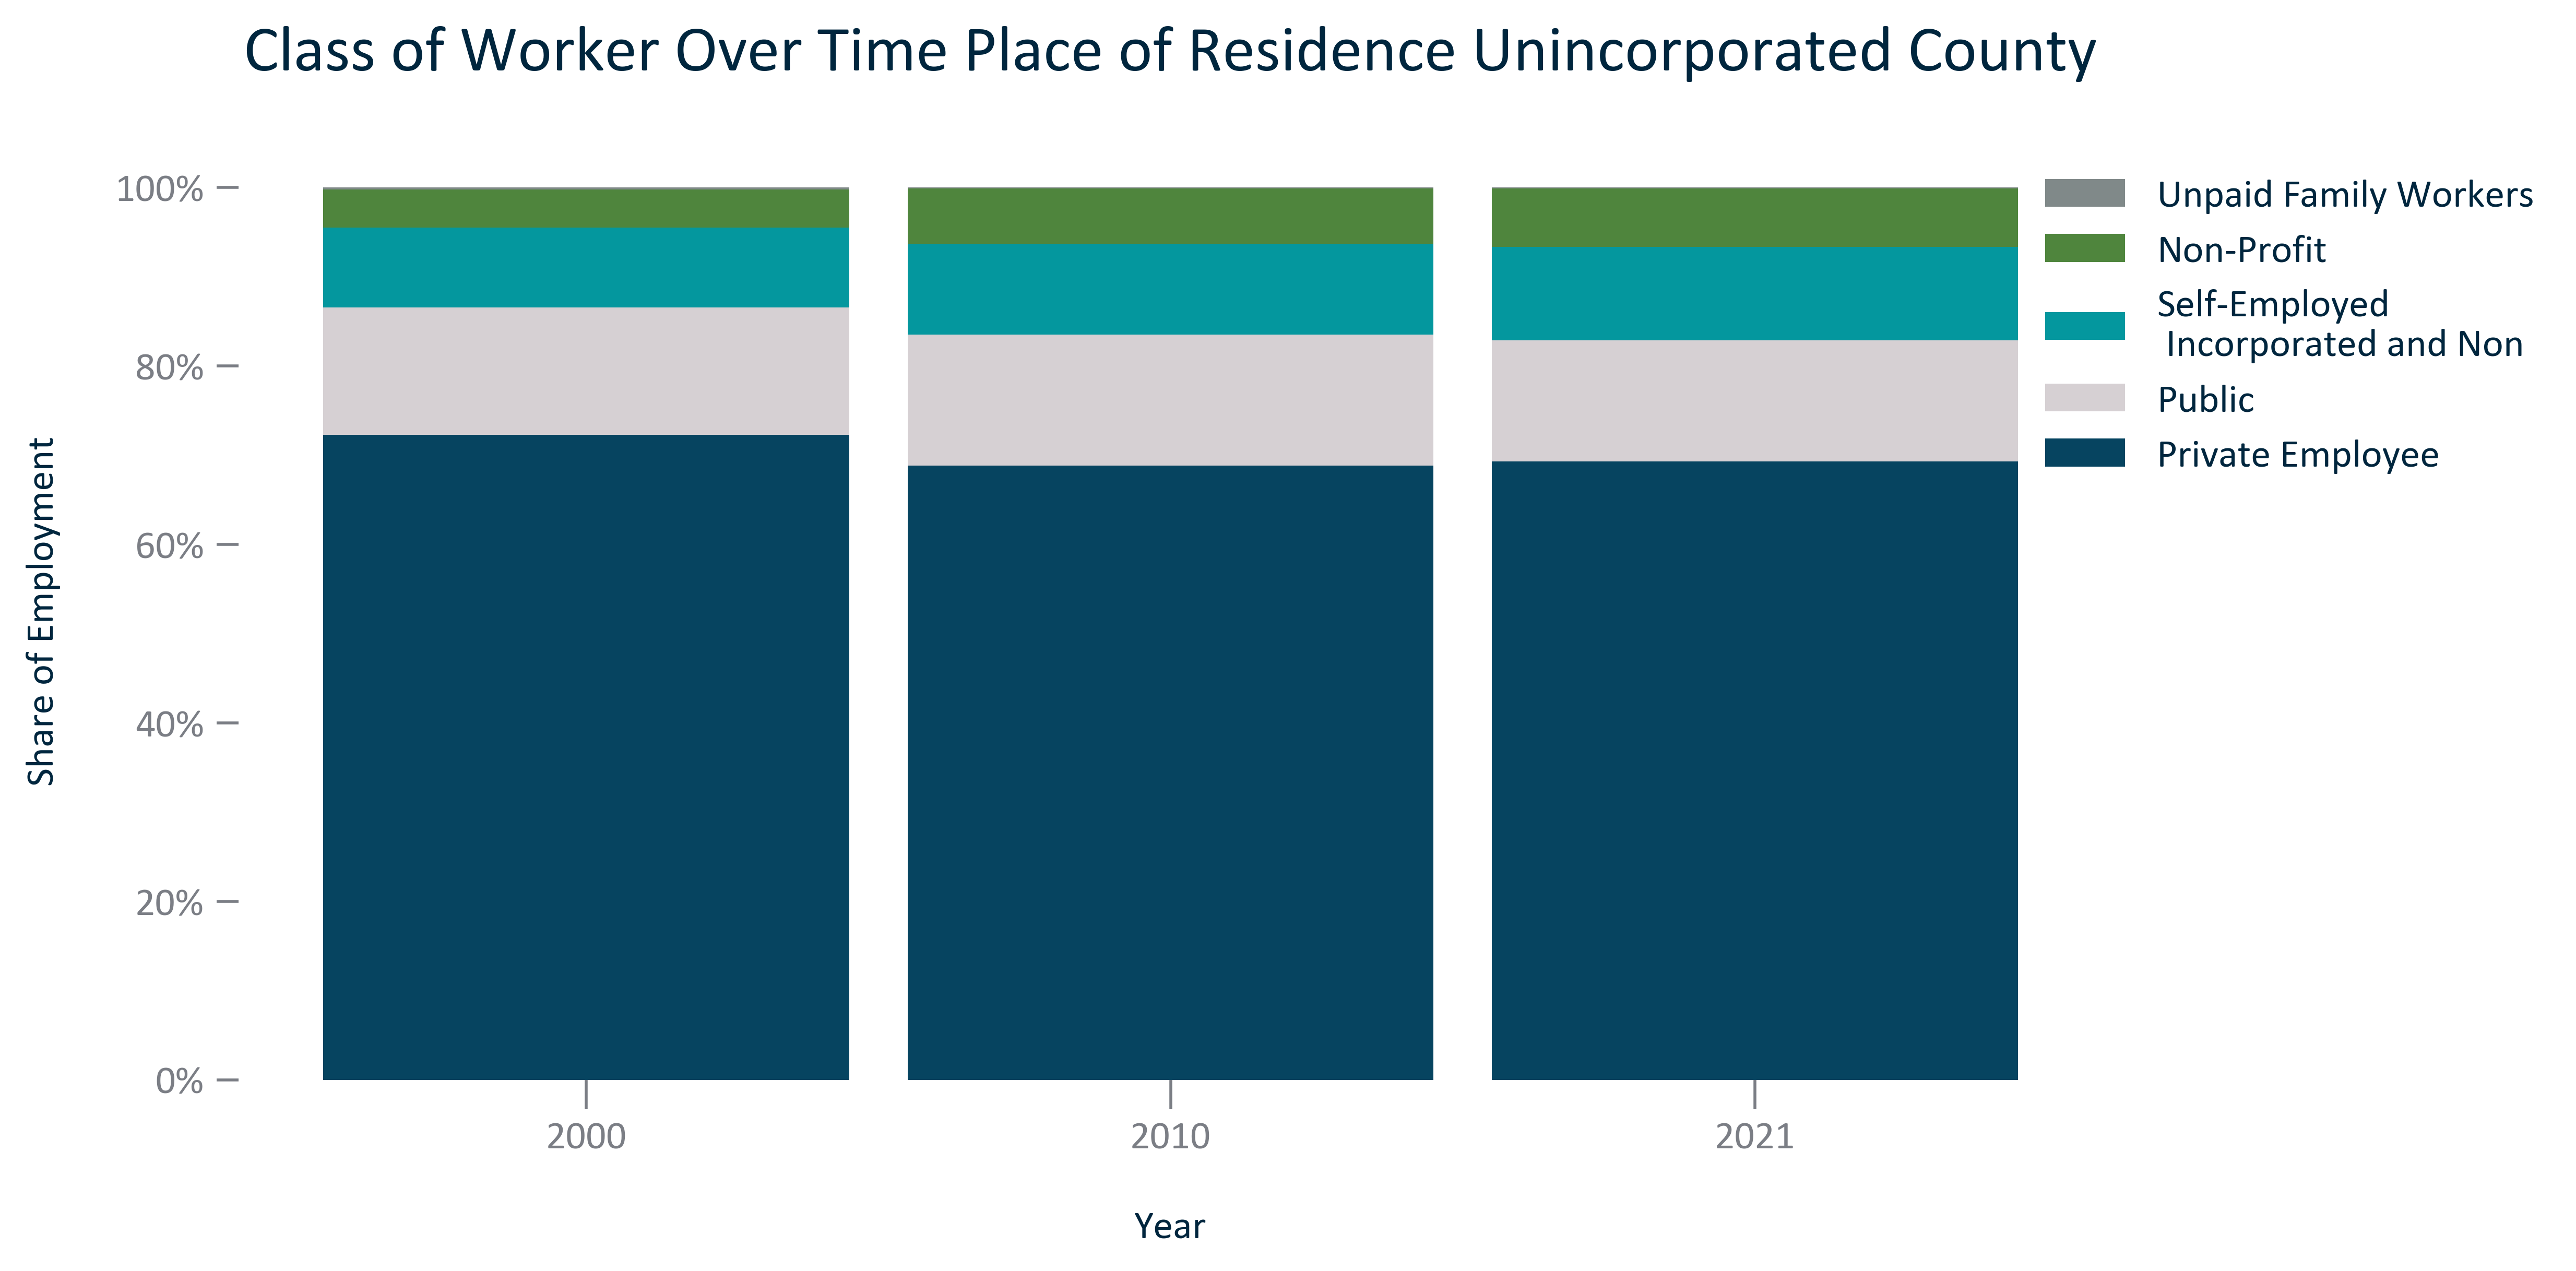 Class of Worker Over Time Place of Residence Unincorporated County
Share of Employment
100%
80%
60%
40%
20%
0%
2000
2010
2021
Year
Unpaid Family Workers
Non-Profit
Self-Employed
Incorporated and Non
Public
Private Employee